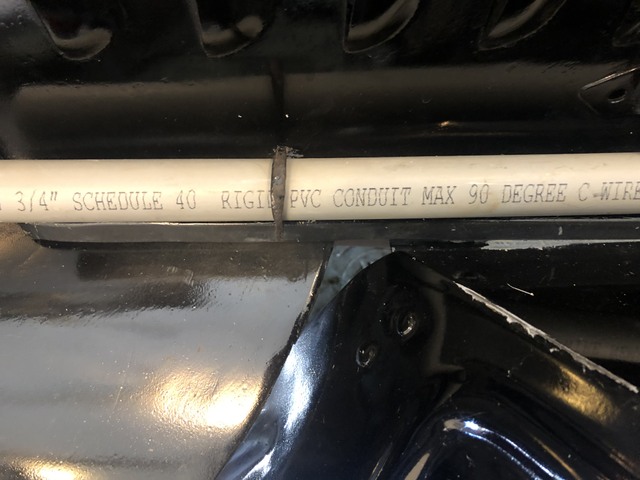 3/4" SCHEDULE 40 RIGID PVC CONDUIT MAX 90 DEGREE C-WIRE